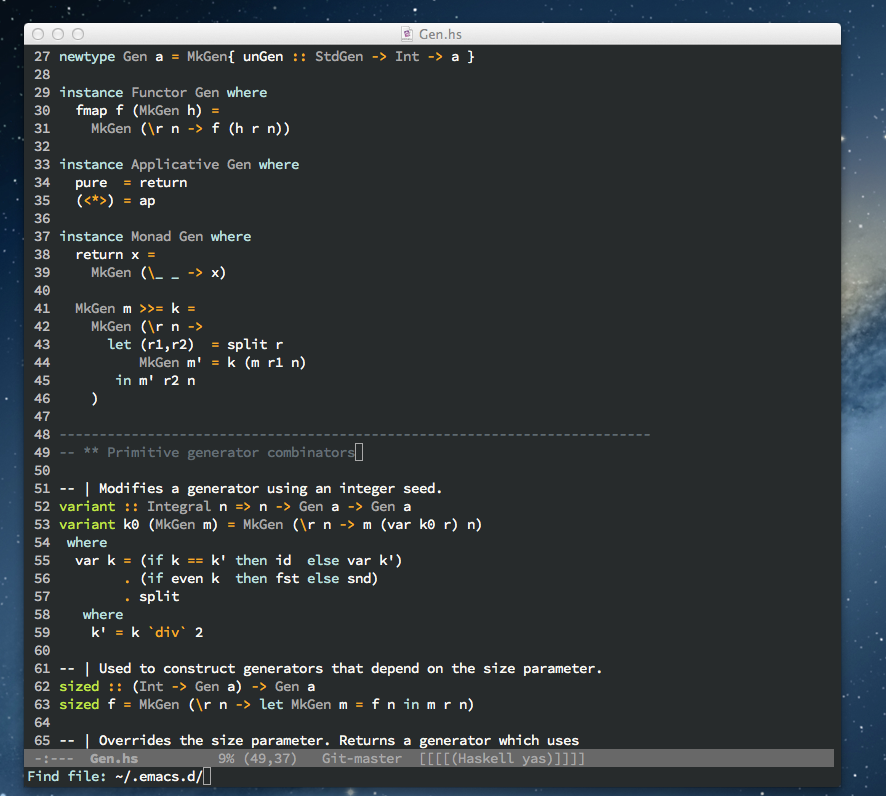 Gen.hs
27 newtype Gen a = MkGen{ unGen :: StdGen -> Int -> a }
28
29 instance Functor Gen where
30   fmap f (MkGen h) =
31     MkGen (\r n -> f (h r n))
32
33 instance Applicative Gen where
34   pure  = return
35   (<*>) = ap
36
37 instance Monad Gen where
38   return x =
39     MkGen (\_ _ -> x)
40
41   MkGen m >>= k =
42     MkGen (\r n ->
43       let (r1,r2)  = split r
44           MkGen m' = k (m r1 n)
45        in m' r2 n
46     )
47
48 --------------------------------------------------------------------------
49 -- ** Primitive generator combinators
50
51 -- | Modifies a generator using an integer seed.
52 variant :: Integral n => n -> Gen a -> Gen a
53 variant k0 (MkGen m) = MkGen (\r n -> m (var k0 r) n)
54  where
55   var k = (if k == k' then id  else var k')
56         . (if even k  then fst else snd)
57         . split
58    where
59     k' = k `div` 2
60
61 -- | Used to construct generators that depend on the size parameter.
62 sized :: (Int -> Gen a) -> Gen a
63 sized f = MkGen (\r n -> let MkGen m = f n in m r n)
64
65 -- | Overrides the size parameter. Returns a generator which uses
-:---  Gen.hs          9% (49,37)   Git-master  [[[[(Haskell yas)]]]]
Find file: ~/.emacs.d/